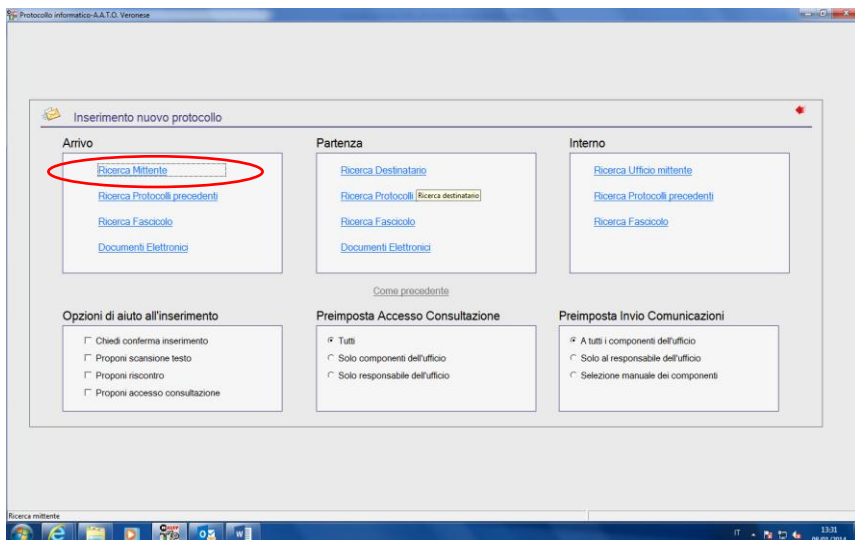 Protocollo informatico-A.A.T.O. Veronese
Inserimento nuovo protocollo
Arrivo
Ricerca Mittente
Ricerca Protocolli precedenti
Ricerca Fascicolo
Documenti Elettronici
Partenza
Ricerca Destinatario
Ricerca Protocolli
Ricerca destinatario
Ricerca Fascicolo
Documenti Elettronici
Interno
Ricerca Ufficio mittente
Ricerca Protocolli precedenti
Ricerca Fascicolo
Come precedente
Opzioni di aiuto all'inserimento
Chiedi conferma inserimento
Proponi scansione testo
Proponi riscontro
Proponi accesso consultazione
Preimposta Accesso Consultazione
Tutti
Solo componenti dell'ufficio
Solo responsabile dell'ufficio
Preimposta Invio Comunicazioni
A tutti i componenti dell'ufficio
Solo al responsabile dell'ufficio
Selezione manuale dei componenti
Ricerca mittente
IT
13:31